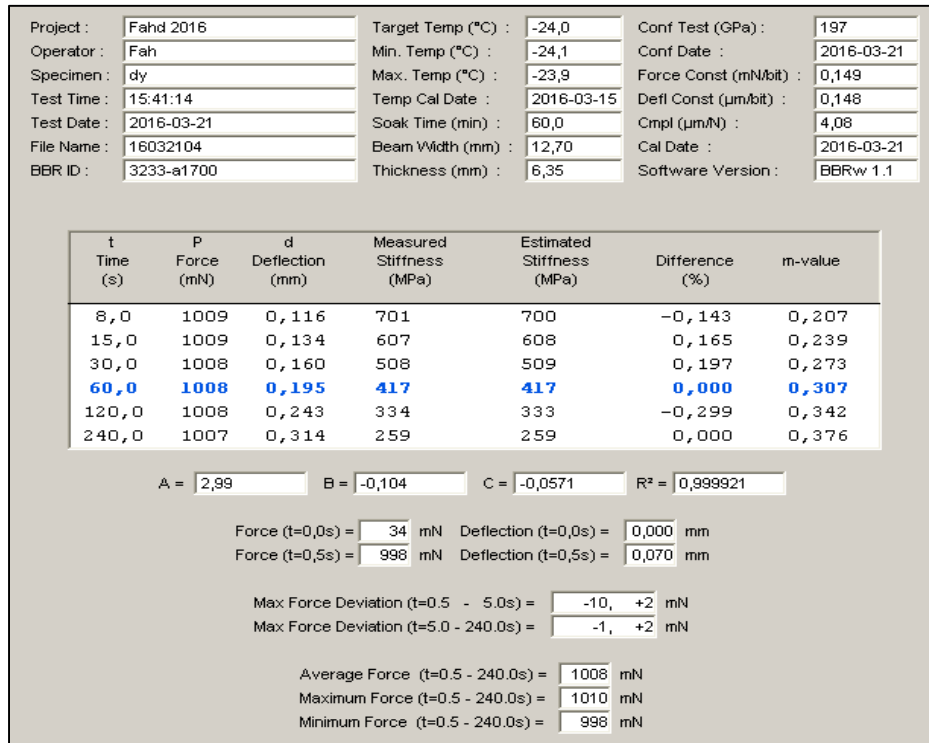 Project : Fahd 2016 Target Temp (°C) : -24,0 Conf Test (GPa) : 197
Operator : Fah Min. Temp (°C) : -24,1 Conf Date : 2016-03-21
Specimen : dy Max. Temp (°C) : -23,9 Force Const (mN/bit) : 0,149
Test Time : 15:41:14 Temp Cal Date : 2016-03-15 Defl Const (µm/bit) : 0,148
Test Date : 2016-03-21 Soak Time (min) : 60,0 Cmpl (µm/N) : 4,08
File Name : 16032104 Beam Width (mm) : 12,70 Cal Date : 2016-03-21
BBR ID : 3233-a1700 Thickness (mm) : 6,35 Software Version : BBRw 1.1
t P d Measured Estimated
Time Force Deflection Stiffness Stiffness Difference m-value
(s) (mN) (mm) (MPa) (MPa) (%)
8,0 1009 0,116 701 700 -0,143 0,207
15,0 1009 0,134 607 608 0,165 0,239
30,0 1008 0,160 508 509 0,197 0,273
60,0 1008 0,195 417 417 0,000 0,307
120,0 1008 0,243 334 333 -0,299 0,342
240,0 1007 0,314 259 259 0,000 0,376
A = 2,99 B = -0,104 C = -0,0571 R² = 0,999921
Force (t=0,0s) = 34 mN Deflection (t=0,0s) = 0,000 mm
Force (t=0,5s) = 998 mN Deflection (t=0,5s) = 0,070 mm
Max Force Deviation (t=0.5 - 5.0s) = -10, +2 mN
Max Force Deviation (t=5.0 - 240.0s) = -1, +2 mN
Average Force (t=0.5 - 240.0s) = 1008 mN
Maximum Force (t=0.5 - 240.0s) = 1010 mN
Minimum Force (t=0.5 - 240.0s) = 998 mN